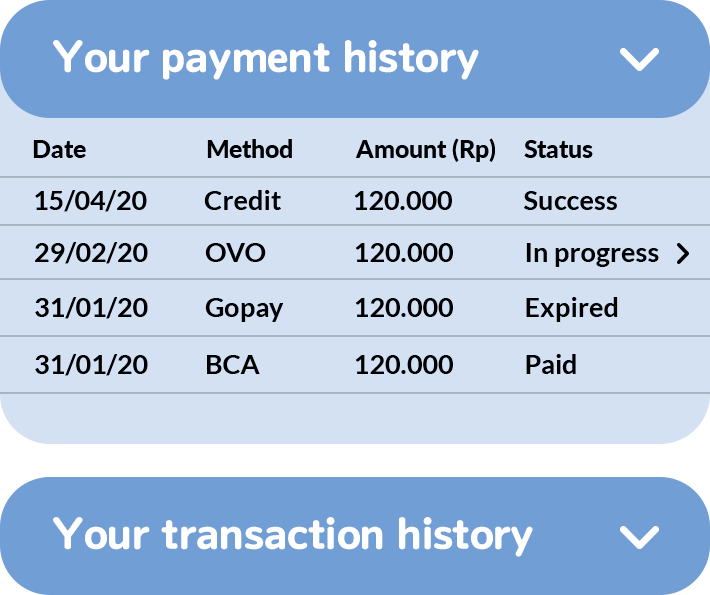 Your payment history
Date Method Amount (Rp) Status
15/04/20 Credit 120.000 Success
29/02/20 OVO 120.000 In progress
31/01/20 Gopay 120.000 Expired
31/01/20 BCA 120.000 Paid
Your transaction history